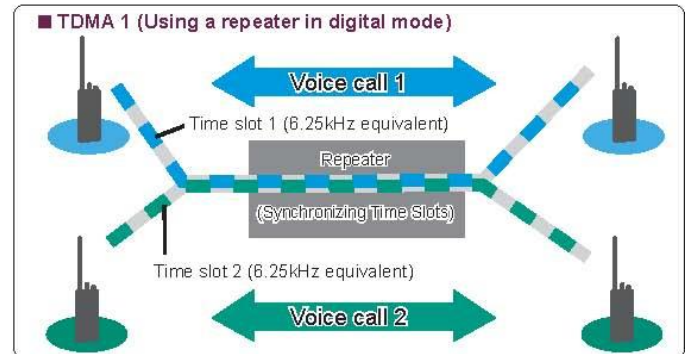 ■ TDMA 1 (Using a repeater in digital mode)
Voice call 1
Time slot 1 (6.25kHz equivalent)
Repeater
(Synchronizing Time Slots)
Time slot 2 (6.25kHz equivalent)
Voice call 2